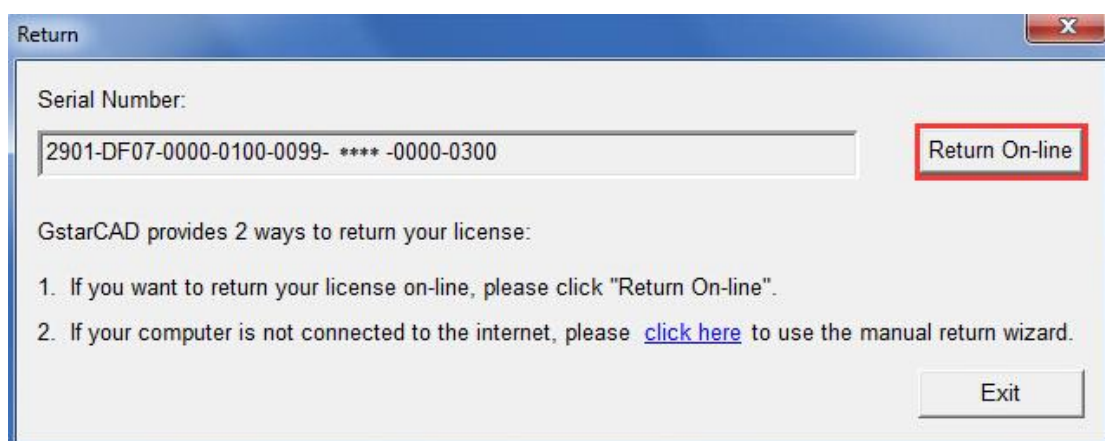 Return
Serial Number:
2901-DF07-0000-0100-0099- **** -0000-0300
Return On-line
GstarCAD provides 2 ways to return your license:
1. If you want to return your license on-line, please click "Return On-line".
2. If your computer is not connected to the internet, please click here to use the manual return wizard.
Exit